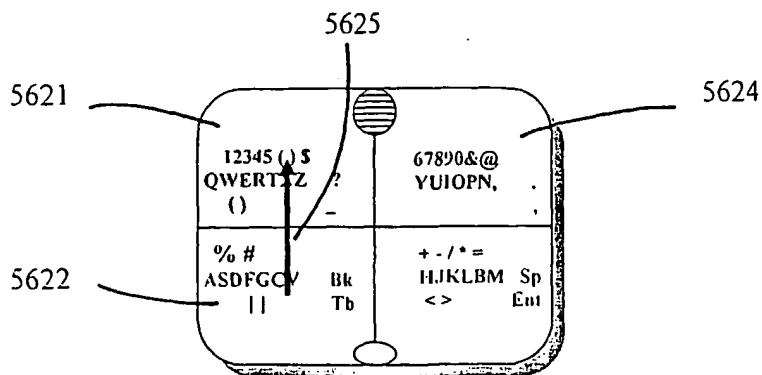 5625
5621
5624
12345 ( ) $
67890&@
QWERTXZ ?
YUIOPN, .
( ) _
,
% #
+ - / * =
5622
ASDFGCV Bk
HJKLBM Sp
| | Tb
< > Ent